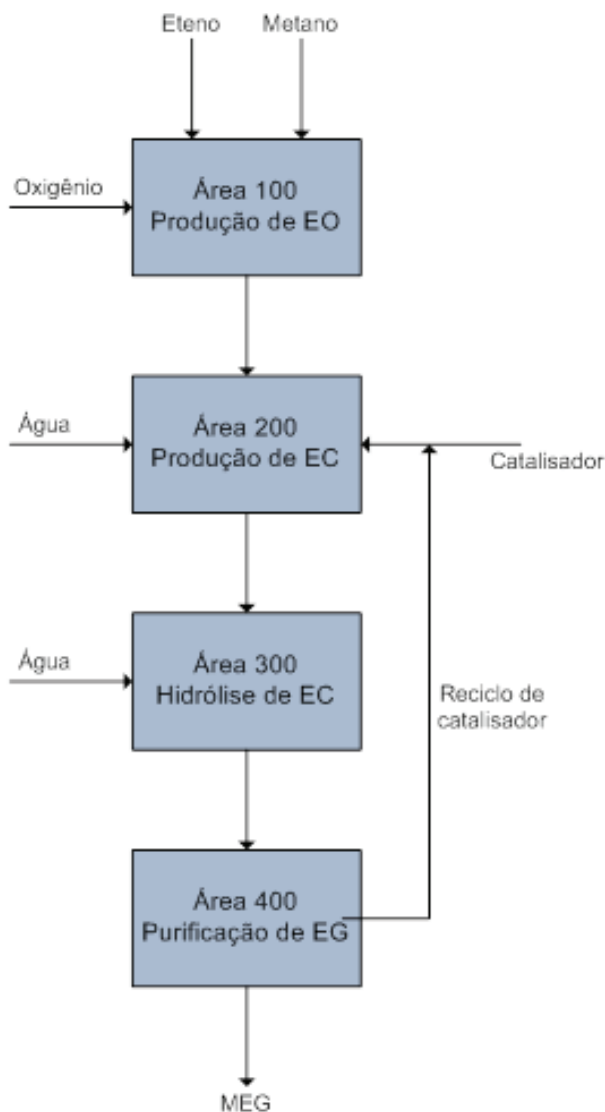 Eteno
Metano
Oxigênio
Área 100
Produção de EO
Água
Área 200
Produção de EC
Catalisador
Água
Área 300
Hidrólise de EC
Reciclo de
catalisador
Área 400
Purificação de EG
MEG